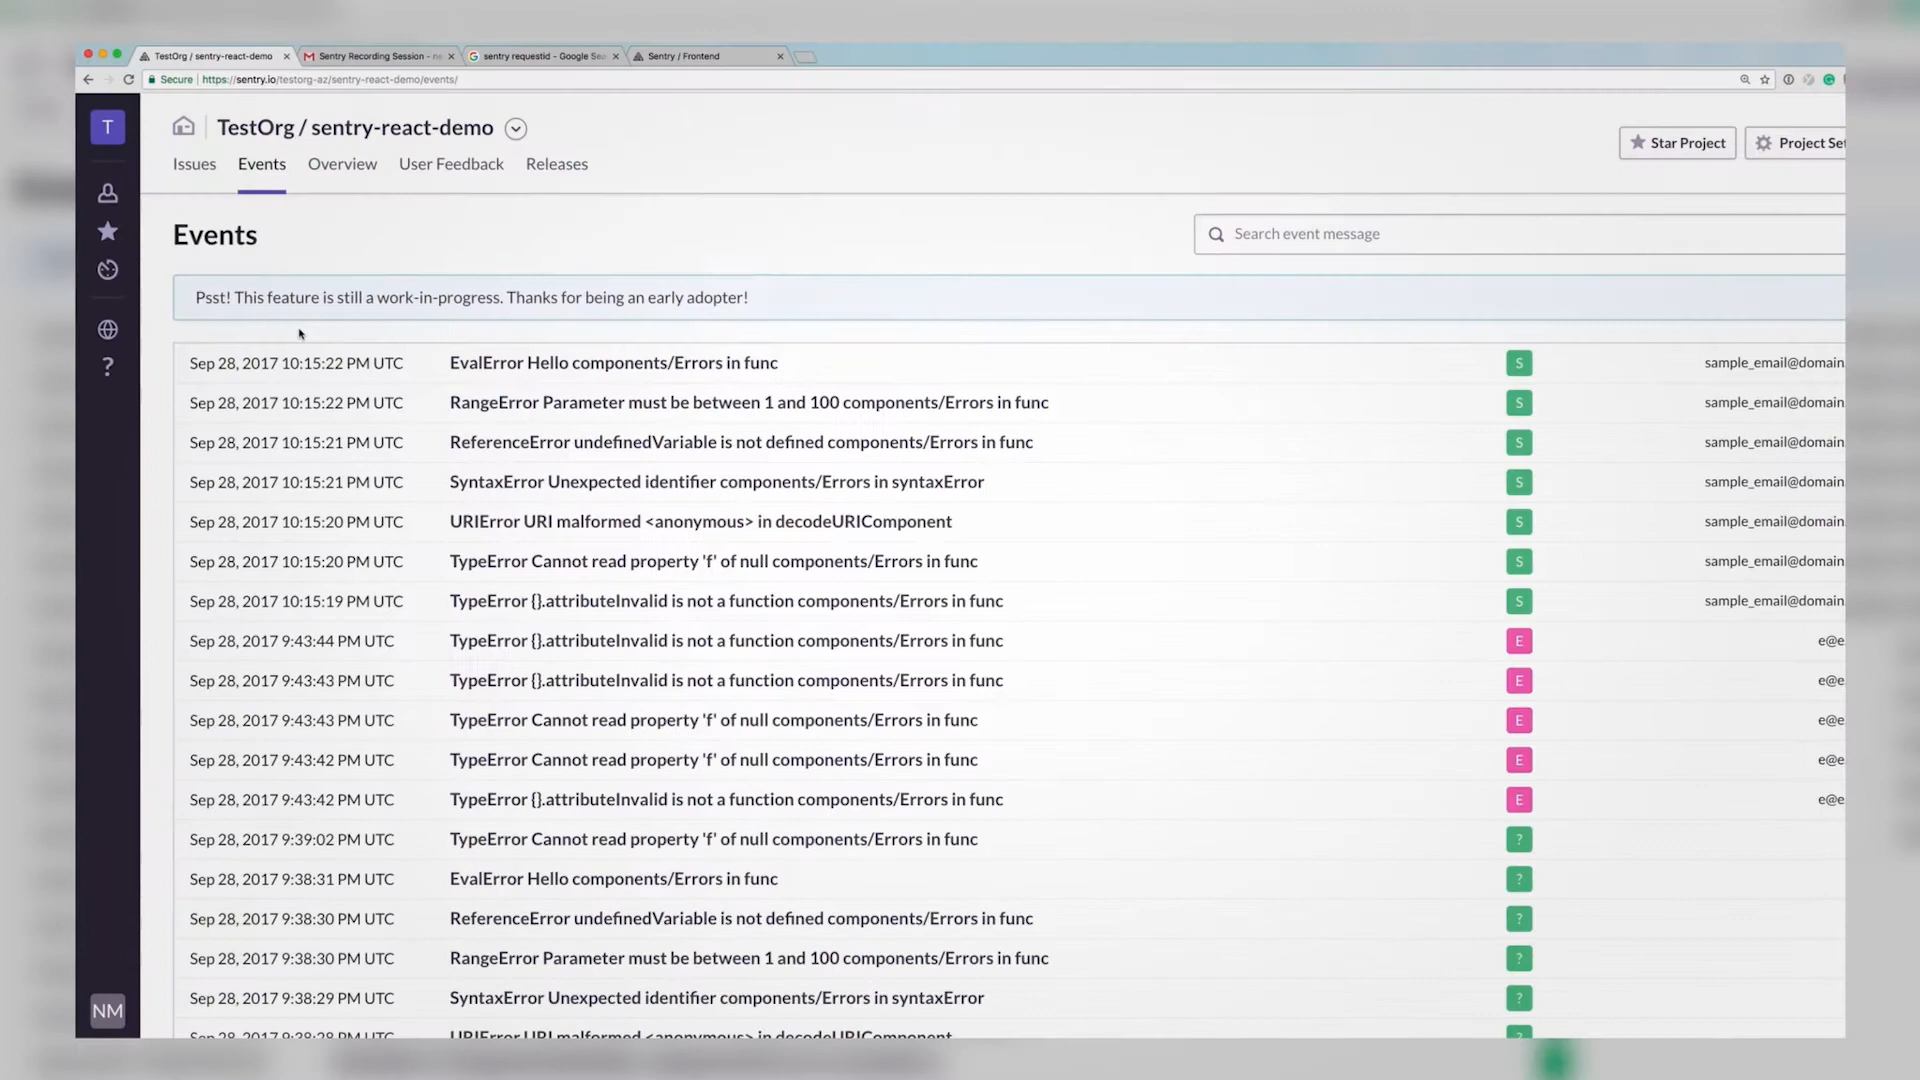 TestOrg / sentry-react-demo
Sentry Recording Session - ne
sentry requestid - Google Sea
Sentry / Frontend
Secure | https://sentry.io/testorg-az/sentry-react-demo/events/
T
TestOrg / sentry-react-demo
Star Project
Project Set
Issues Events Overview User Feedback Releases
Events
Search event message
Psst! This feature is still a work-in-progress. Thanks for being an early adopter!
Sep 28, 2017 10:15:22 PM UTC EvalError Hello components/Errors in func S sample_email@domain.
Sep 28, 2017 10:15:22 PM UTC RangeError Parameter must be between 1 and 100 components/Errors in func S sample_email@domain.
Sep 28, 2017 10:15:21 PM UTC ReferenceError undefinedVariable is not defined components/Errors in func S sample_email@domain.
Sep 28, 2017 10:15:21 PM UTC SyntaxError Unexpected identifier components/Errors in syntaxError S sample_email@domain.
Sep 28, 2017 10:15:20 PM UTC URIError URI malformed <anonymous> in decodeURIComponent S sample_email@domain.
Sep 28, 2017 10:15:20 PM UTC TypeError Cannot read property 'f' of null components/Errors in func S sample_email@domain.
Sep 28, 2017 10:15:19 PM UTC TypeError {}.attributeInvalid is not a function components/Errors in func S sample_email@domain.
Sep 28, 2017 9:43:44 PM UTC TypeError {}.attributeInvalid is not a function components/Errors in func E e@e
Sep 28, 2017 9:43:43 PM UTC TypeError {}.attributeInvalid is not a function components/Errors in func E e@e
Sep 28, 2017 9:43:43 PM UTC TypeError Cannot read property 'f' of null components/Errors in func E e@e
Sep 28, 2017 9:43:42 PM UTC TypeError Cannot read property 'f' of null components/Errors in func E e@e
Sep 28, 2017 9:43:42 PM UTC TypeError {}.attributeInvalid is not a function components/Errors in func E e@e
Sep 28, 2017 9:39:02 PM UTC TypeError Cannot read property 'f' of null components/Errors in func ?
Sep 28, 2017 9:38:31 PM UTC EvalError Hello components/Errors in func ?
Sep 28, 2017 9:38:30 PM UTC ReferenceError undefinedVariable is not defined components/Errors in func ?
Sep 28, 2017 9:38:30 PM UTC RangeError Parameter must be between 1 and 100 components/Errors in func ?
Sep 28, 2017 9:38:29 PM UTC SyntaxError Unexpected identifier components/Errors in syntaxError ?
Sep 28, 2017 9:38:28 PM UTC URIError URI malformed <anonymous> in decodeURIComponent ?
NM